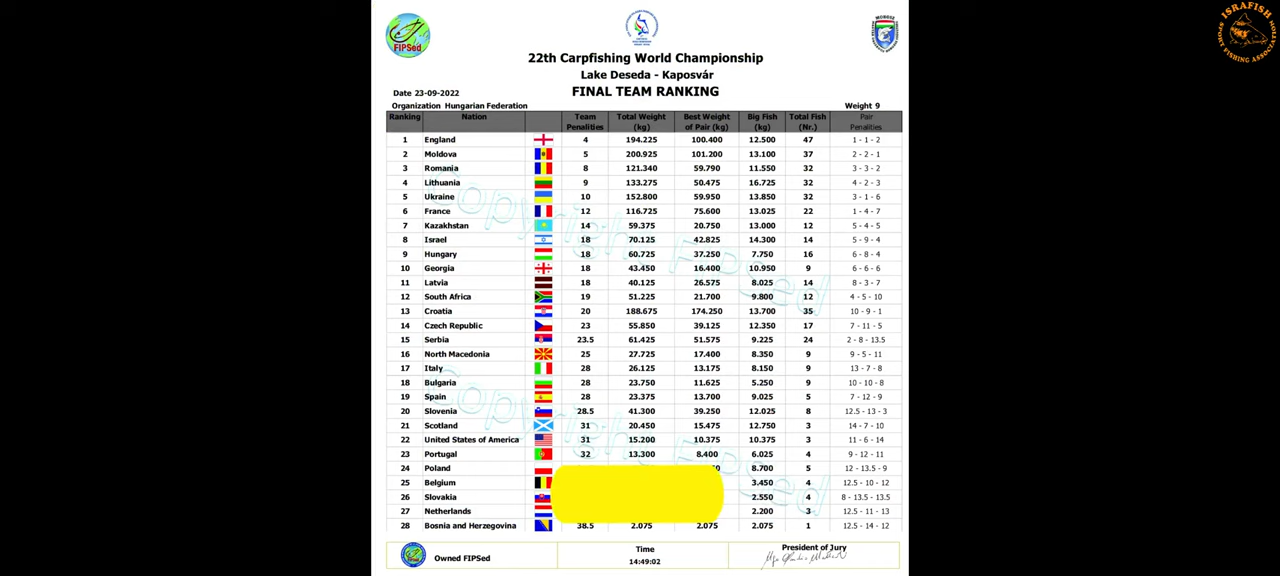 ISRAFISH
SPORT FISHING ASSOCIATION
FIPSed
22th Carpfishing World Championship
Lake Deseda - Kaposvár
Date 23-09-2022 FINAL TEAM RANKING
Organization Hungarian Federation Weight 9
Ranking Nation Team Penalities Total Weight (kg) Best Weight of Pair (kg) Big Fish (kg) Total Fish (Nr.) Pair Penalities
1 England 4 194.225 100.400 12.500 47 1 - 1 - 2
2 Moldova 5 200.925 101.200 13.100 37 2 - 2 - 1
3 Romania 8 121.340 59.790 11.550 32 3 - 3 - 2
4 Lithuania 9 133.275 50.475 16.725 32 4 - 2 - 3
5 Ukraine 10 152.800 59.950 13.850 32 3 - 1 - 6
6 France 12 116.725 75.600 13.025 22 1 - 4 - 7
7 Kazakhstan 14 59.375 20.750 13.000 12 5 - 4 - 5
8 Israel 18 70.125 42.825 14.300 14 5 - 9 - 4
9 Hungary 18 60.725 37.250 7.750 16 6 - 8 - 4
10 Georgia 18 43.450 16.400 10.950 9 6 - 6 - 6
11 Latvia 18 40.125 26.575 8.025 14 8 - 3 - 7
12 South Africa 19 51.225 21.700 9.800 12 4 - 5 - 10
13 Croatia 20 188.675 174.250 13.700 35 10 - 9 - 1
14 Czech Republic 23 55.850 39.125 12.350 17 7 - 11 - 5
15 Serbia 23.5 61.425 51.575 9.225 24 2 - 8 - 13.5
16 North Macedonia 25 27.725 17.400 8.350 9 9 - 5 - 11
17 Italy 28 26.125 13.175 8.150 9 13 - 7 - 8
18 Bulgaria 28 23.750 11.625 5.250 9 10 - 10 - 8
19 Spain 28 23.375 13.700 9.025 5 7 - 12 - 9
20 Slovenia 28.5 41.300 39.250 12.025 8 12.5 - 13 - 3
21 Scotland 31 20.450 15.475 12.750 3 14 - 7 - 10
22 United States of America 31 15.200 10.375 10.375 3 11 - 6 - 14
23 Portugal 32 13.300 8.400 6.025 4 9 - 12 - 11
24 Poland 8.700 5 12 - 13.5 - 9
25 Belgium 3.450 4 12.5 - 10 - 12
26 Slovakia 2.550 4 8 - 13.5 - 13.5
27 Netherlands 2.200 3 12.5 - 11 - 13
28 Bosnia and Herzegovina 38.5 2.075 2.075 2.075 1 12.5 - 14 - 12
Copyright by FIPSed
Copyright by FIPSed
Owned FIPSed
Time
14:49:02
President of Jury